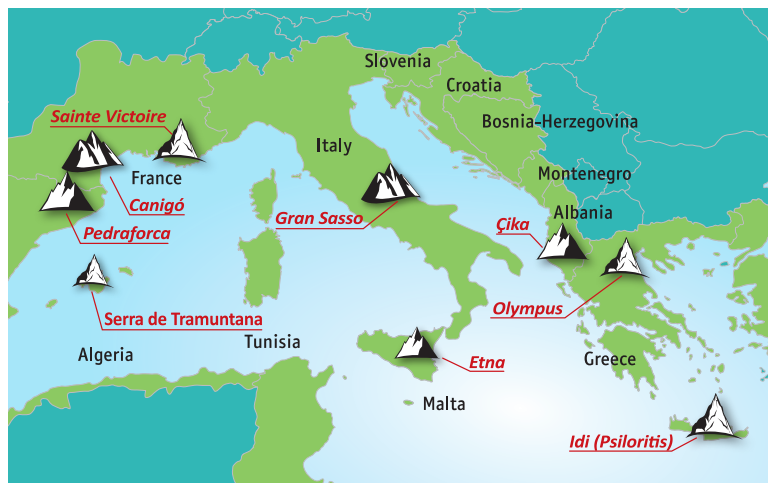 Slovenia
Croatia
Sainte Victoire
Bosnia-Herzegovina
Italy
Montenegro
France
Canigó
Gran Sasso
Albania
Çika
Pedraforca
Olympus
Serra de Tramuntana
Tunisia
Algeria
Etna
Greece
Malta
Idi (Psiloritis)